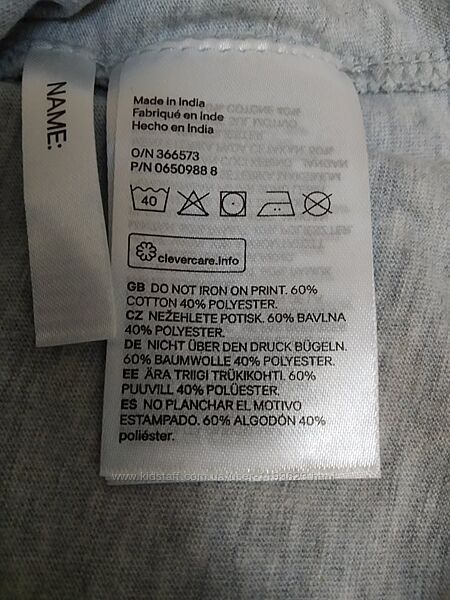 NAME:
Made in India
Fabriqué en Inde
Hecho en India
O/N 366573
P/N 0650988 8
40
clevercare.info
GB DO NOT IRON ON PRINT. 60%
COTTON 40% POLYESTER.
CZ NEŽEHLETE POTISK. 60% BAVLNA
40% POLYESTER.
DE NICHT ÜBER DEN DRUCK BÜGELN.
60% BAUMWOLLE 40% POLYESTER.
EE ÄRA TRIIGI TRÜKIKOHTI. 60%
PUUVILL 40% POLÜESTER.
ES NO PLANCHAR EL MOTIVO
ESTAMPADO. 60% ALGODÓN 40%
poliéster.